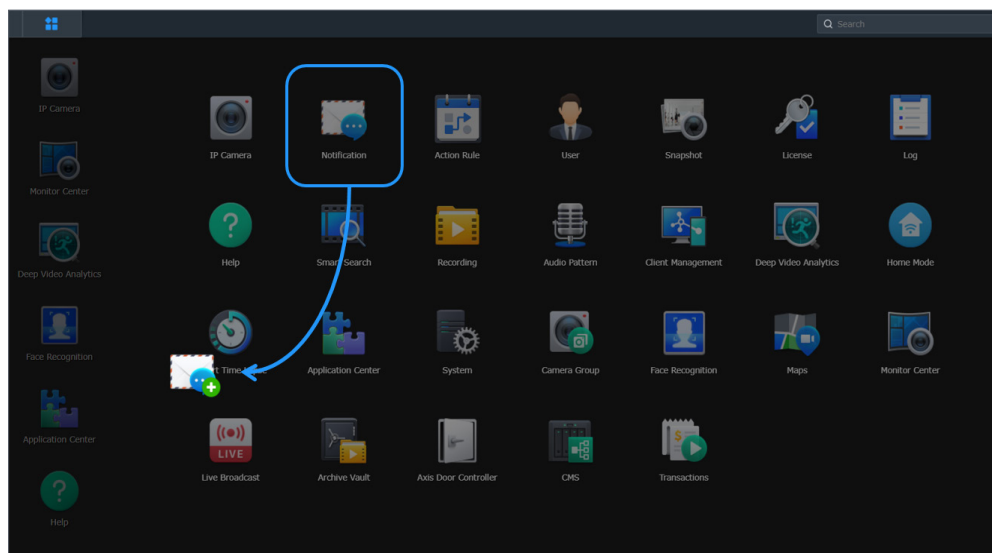 Search
IP Camera
Monitor Center
Deep Video Analytics
Face Recognition
Application Center
Help
IP Camera
Notification
Action Rule
User
Snapshot
License
Log
Help
Smart Search
Recording
Audio Pattern
Client Management
Deep Video Analytics
Home Mode
Time
Application Center
System
Camera Group
Face Recognition
Maps
Monitor Center
LIVE
Live Broadcast
Archive Vault
Axis Door Controller
CMS
Transactions